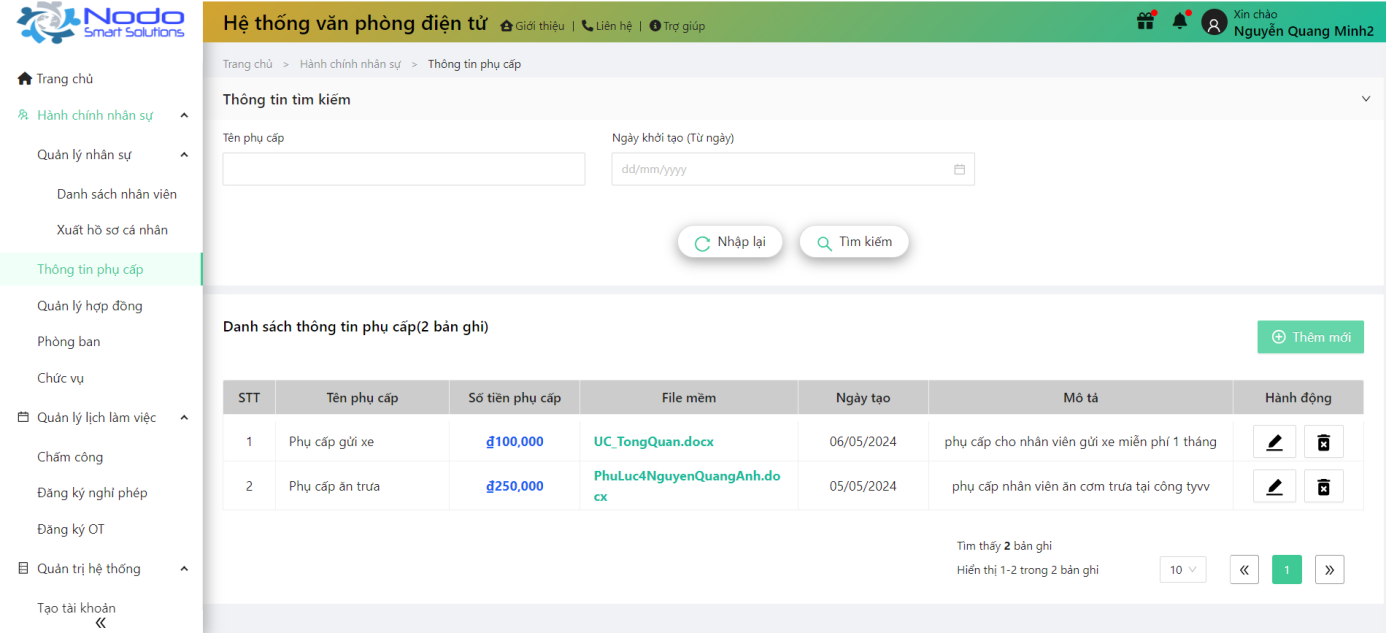 Nodo
Smart Solutions
Hệ thống văn phòng điện tử
Giới thiệu | Liên hệ | Trợ giúp
Xin chào
Nguyễn Quang Minh2
Trang chủ
Hành chính nhân sự
Quản lý nhân sự
Danh sách nhân viên
Xuất hồ sơ cá nhân
Thông tin phụ cấp
Quản lý hợp đồng
Phòng ban
Chức vụ
Quản lý lịch làm việc
Chấm công
Đăng ký nghỉ phép
Đăng ký OT
Quản trị hệ thống
Tạo tài khoản
Trang chủ > Hành chính nhân sự > Thông tin phụ cấp
Thông tin tìm kiếm
Tên phụ cấp
Ngày khởi tạo (Từ ngày)
dd/mm/yyyy
Nhập lại
Tìm kiếm
Danh sách thông tin phụ cấp(2 bản ghi)
Thêm mới
STT Tên phụ cấp Số tiền phụ cấp File mềm Ngày tạo Mô tả Hành động
1 Phụ cấp gửi xe ₫100,000 UC_TongQuan.docx 06/05/2024 phụ cấp cho nhân viên gửi xe miễn phí 1 tháng
2 Phụ cấp ăn trưa ₫250,000 PhuLuc4NguyenQuangAnh.do
cx 05/05/2024 phụ cấp nhân viên ăn cơm trưa tại công tyvv
Tìm thấy 2 bản ghi
Hiển thị 1-2 trong 2 bản ghi
10
« 1 »